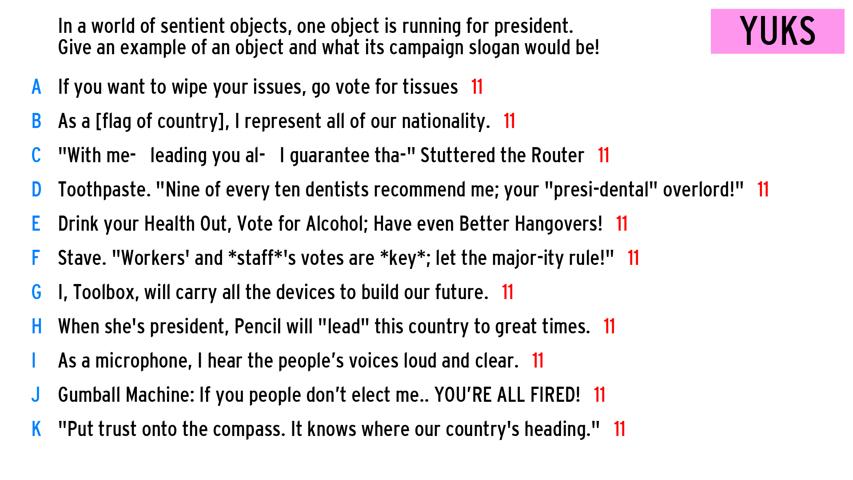 In a world of sentient objects, one object is running for president.
Give an example of an object and what its campaign slogan would be!
YUKS
A If you want to wipe your issues, go vote for tissues 11
B As a [flag of country], I represent all of our nationality. 11
C "With me- leading you al- I guarantee tha-" Stuttered the Router 11
D Toothpaste. "Nine of every ten dentists recommend me; your "presi-dental" overlord!" 11
E Drink your Health Out, Vote for Alcohol; Have even Better Hangovers! 11
F Stave. "Workers' and *staff*'s votes are *key*; let the major-ity rule!" 11
G I, Toolbox, will carry all the devices to build our future. 11
H When she's president, Pencil will "lead" this country to great times. 11
I As a microphone, I hear the people’s voices loud and clear. 11
J Gumball Machine: If you people don’t elect me.. YOU’RE ALL FIRED! 11
K "Put trust onto the compass. It knows where our country's heading." 11